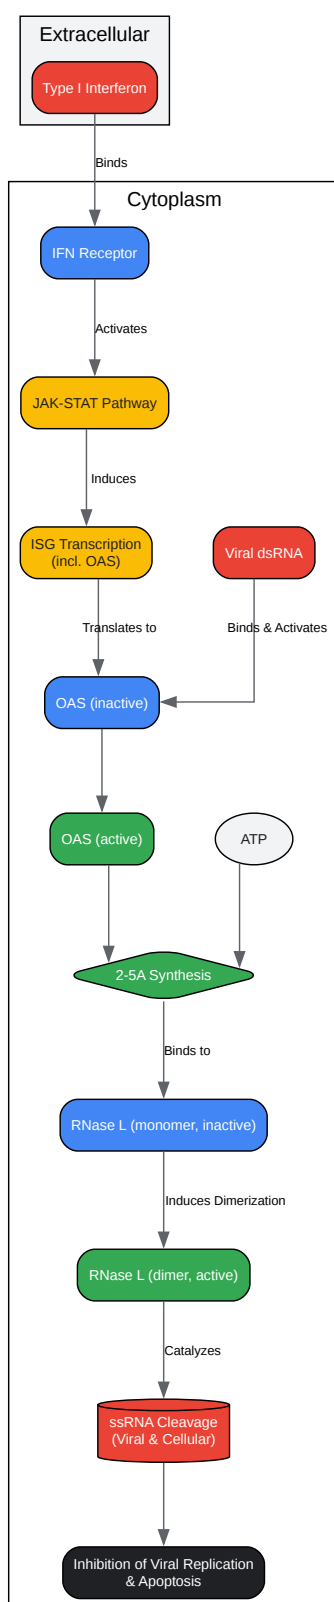 Extracellular
Type I Interferon
Binds
Cytoplasm
IFN Receptor
Activates
JAK-STAT Pathway
Induces
ISG Transcription
(incl. OAS)
Viral dsRNA
Translates to
Binds & Activates
OAS (inactive)
OAS (active)
ATP
2-5A Synthesis
Binds to
RNase L (monomer, inactive)
Induces Dimerization
RNase L (dimer, active)
Catalyzes
ssRNA Cleavage
(Viral & Cellular)
Inhibition of Viral Replication
& Apoptosis